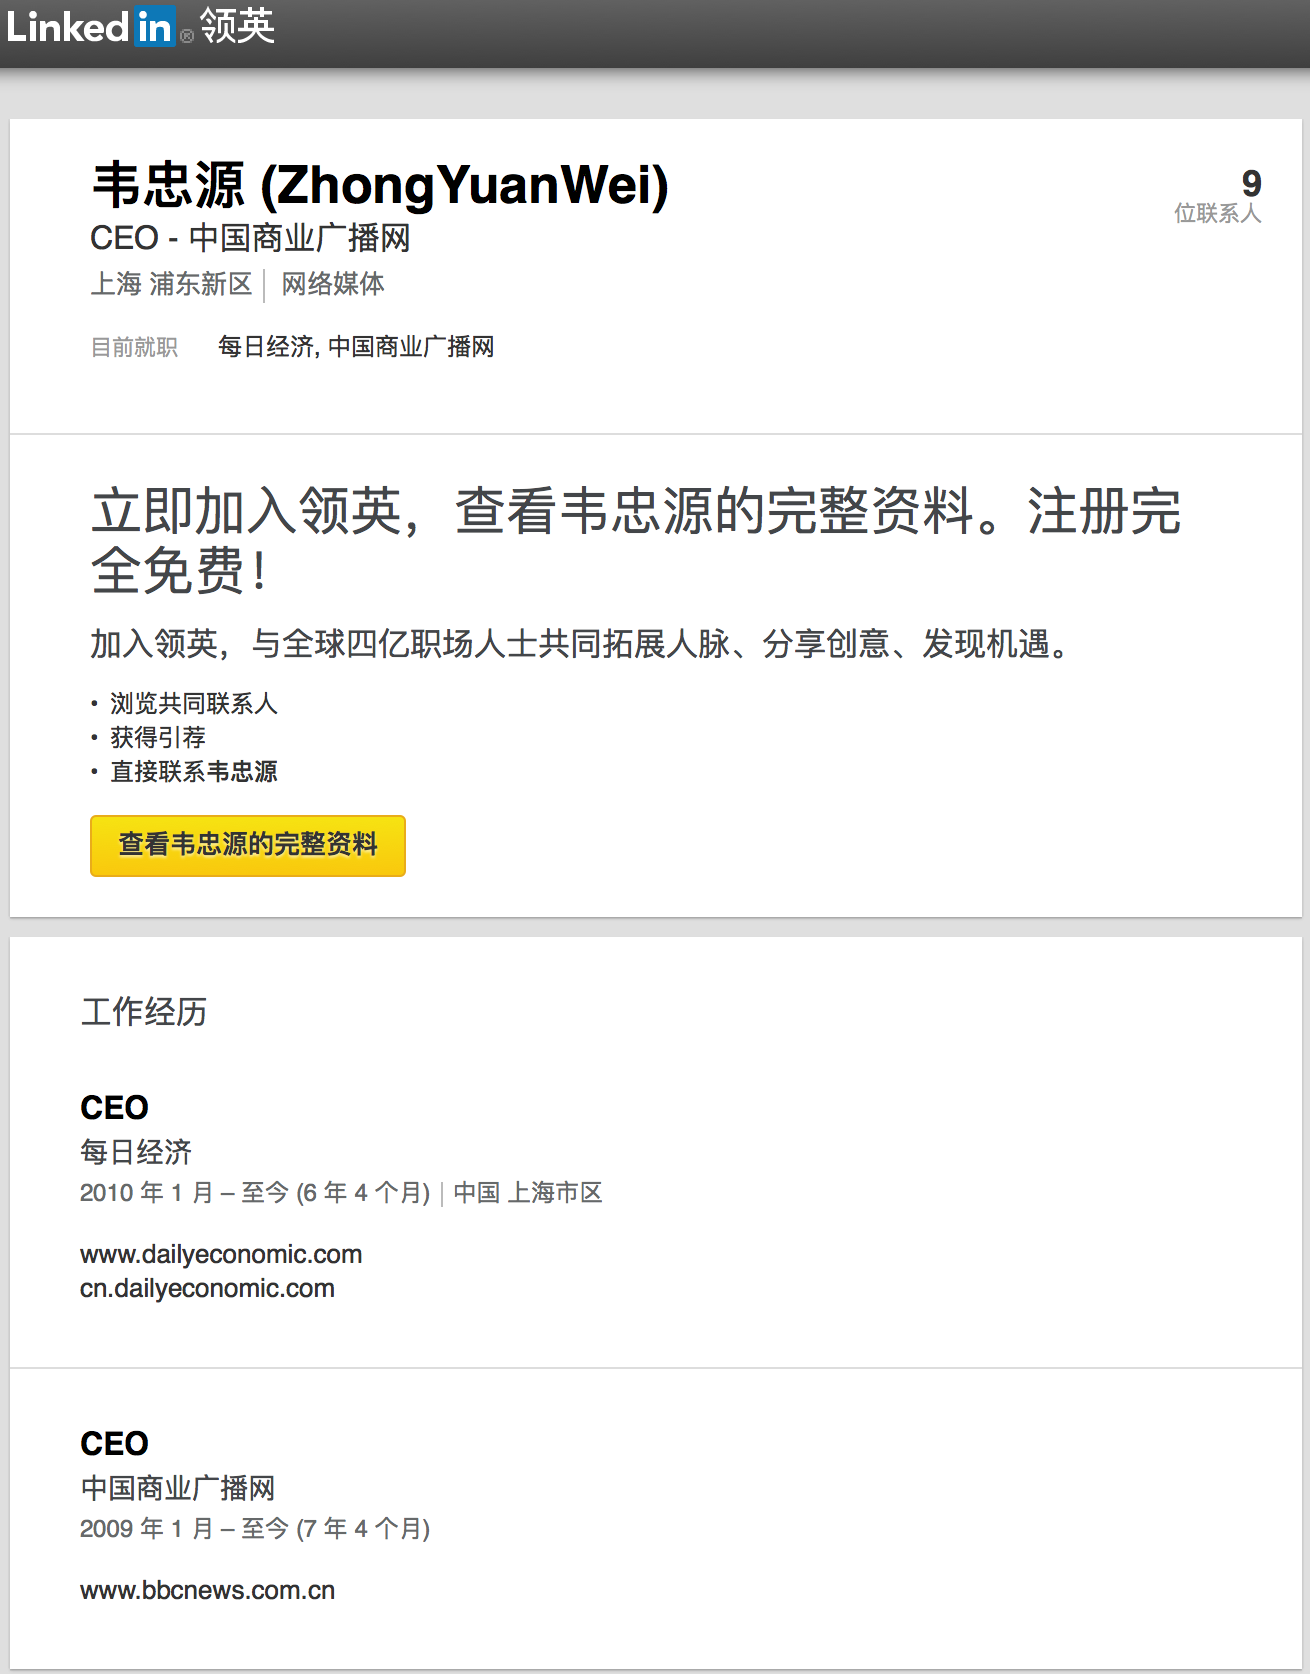 Linked in ® 领英
韦忠源 (ZhongYuanWei)
9
位联系人
CEO - 中国商业广播网
上海 浦东新区 | 网络媒体
目前就职 每日经济, 中国商业广播网
立即加入领英，查看韦忠源的完整资料。注册完
全免费！
加入领英，与全球四亿职场人士共同拓展人脉、分享创意、发现机遇。
• 浏览共同联系人
• 获得引荐
• 直接联系韦忠源
查看韦忠源的完整资料
工作经历
CEO
每日经济
2010 年 1 月 – 至今 (6 年 4 个月) | 中国 上海市区
www.dailyeconomic.com
cn.dailyeconomic.com
CEO
中国商业广播网
2009 年 1 月 – 至今 (7 年 4 个月)
www.bbcnews.com.cn